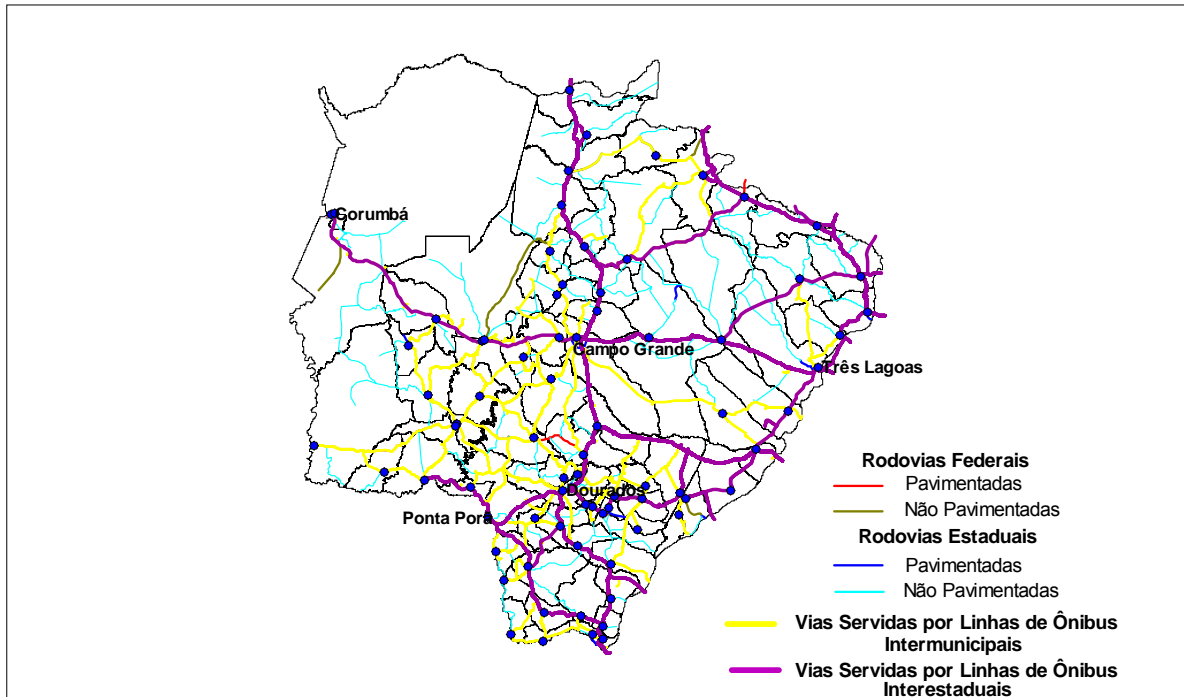 Corumbá
Campo Grande
Três Lagoas
Dourados
Ponta Porã
Rodovias Federais
Pavimentadas
Não Pavimentadas
Rodovias Estaduais
Pavimentadas
Não Pavimentadas
Vias Servidas por Linhas de Ônibus
Intermunicipais
Vias Servidas por Linhas de Ônibus
Interestaduais